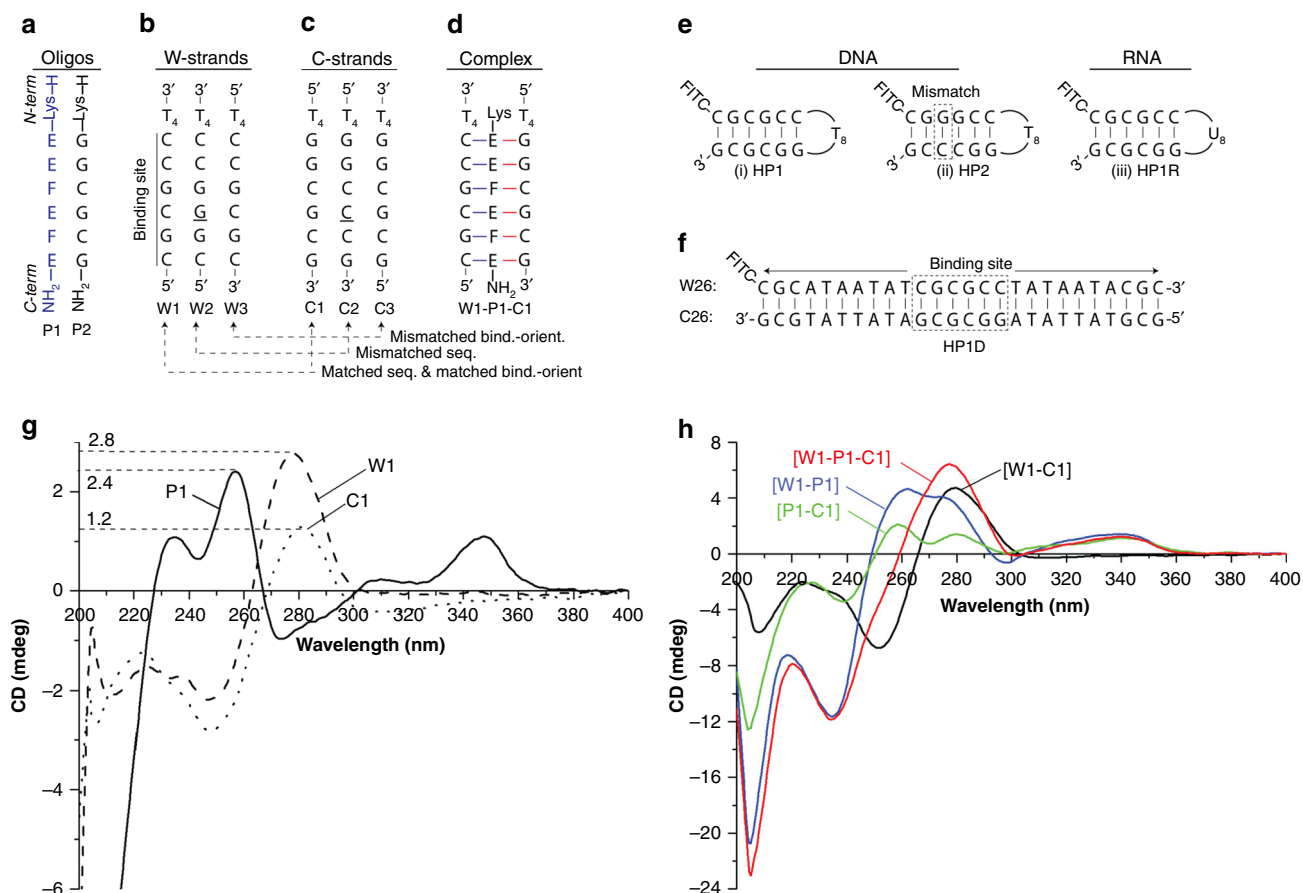 a
Oligos
N-term
H H
Lys Lys
E G
E G
F C
E G
F C
E G
NH2 NH2
C-term
P1 P2
b
W-strands
3′ 3′ 5′
T4 T4 T4
C C C
C C C
G G G
C G C
G G G
C C C
5′ 5′ 3′
W1 W2 W3
Binding site
c
C-strands
5′ 5′ 3′
T4 T4 T4
G G G
G G G
C C C
G C G
C C C
G G G
3′ 3′ 5′
C1 C2 C3
d
Complex
3′ 5′
T4 Lys T4
C E G
C E G
G F C
C E G
G F C
C E G
5′ NH2 3′
W1-P1-C1
Mismatched bind.-orient.
Mismatched seq.
Matched seq. & matched bind.-orient
e
DNA RNA
Mismatch
FITC C G C G C C T8
3′ G C G C G G
(i) HP1
FITC C G G G C C T8
3′ G C C C G G
(ii) HP2
FITC C G C G C C U8
3′ G C G C G G
(iii) HP1R
f
FITC
Binding site
W26: C G C A T A A T A T C G C G C C T A T A A T A C G C -3′
C26: 3′- G C G T A T T A T A G C G C G G A T A T T A T G C G -5′
HP1D
g
2.8
2.4
1.2
P1
W1
C1
2
0
−2
−4
−6
200 220 240 260 280 300 320 340 360 380 400
Wavelength (nm)
CD (mdeg)
h
8
4
0
−4
−8
−12
−16
−20
−24
[W1-P1-C1]
[W1-P1]
[P1-C1]
[W1-C1]
200 220 240 260 280 300 320 340 360 380 400
Wavelength (nm)
CD (mdeg)